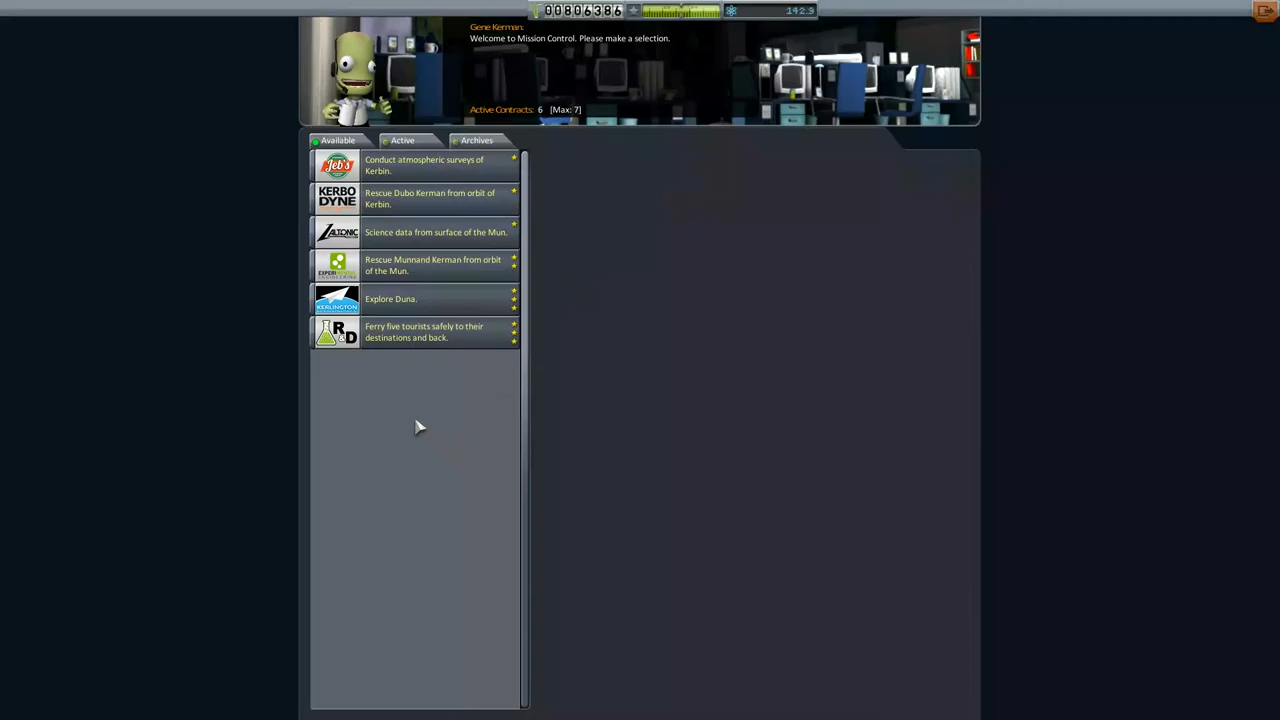 00806386
142.9
Gene Kerman:
Welcome to Mission Control. Please make a selection.
Active Contracts: 6 [Max: 7]
Available
Active
Archives
Jeb's
Conduct atmospheric surveys of
Kerbin.
KERBO
DYNE
Rescue Dubo Kerman from orbit of
Kerbin.
Science data from surface of the Mun.
Rescue Munnand Kerman from orbit
of the Mun.
KERLINGTON
Explore Duna.
R&D
Ferry five tourists safely to their
destinations and back.